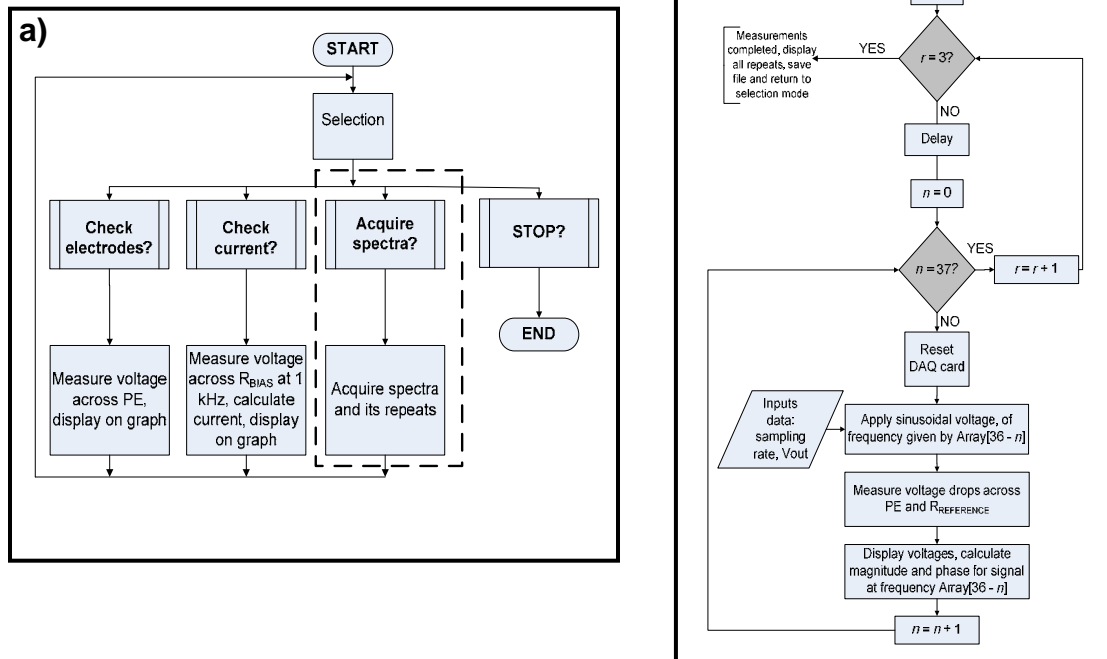 a)
START
Selection
Check
electrodes?
Check
current?
Acquire
spectra?
STOP?
END
Measure voltage
across PE,
display on graph
Measure voltage
across RBIAS at 1
kHz, calculate
current, display
on graph
Acquire spectra
and its repeats
Measurements
completed, display
all repeats, save
file and return to
selection mode
YES
r = 3?
NO
Delay
n = 0
n = 37?
YES
r = r + 1
NO
Reset
DAQ card
Inputs
data:
sampling
rate, Vout
Apply sinusoidal voltage, of
frequency given by Array[36 - n]
Measure voltage drops across
PE and RREFERENCE
Display voltages, calculate
magnitude and phase for signal
at frequency Array[36 - n]
n = n + 1